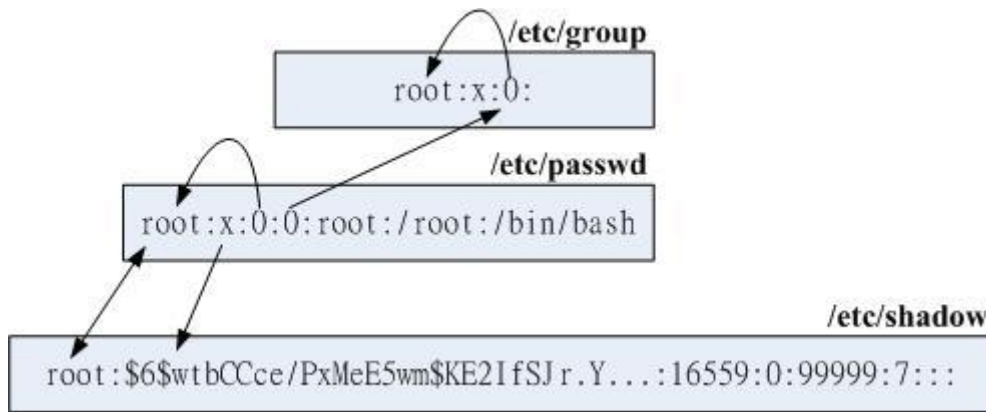 /etc/group
root:x:0:
/etc/passwd
root:x:0:0:root:/root:/bin/bash
/etc/shadow
root:$6$wtbCCce/PxMeE5wm$KE2IfSJr.Y...:16559:0:99999:7:::